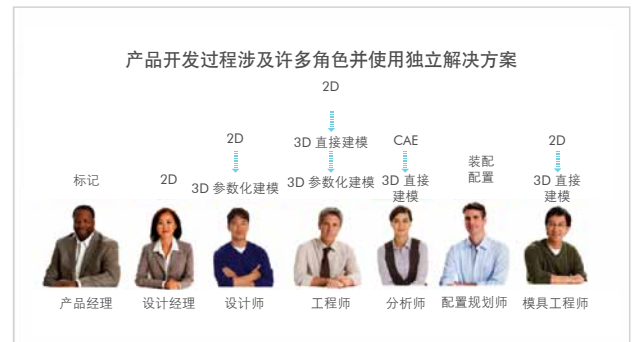 产品开发过程涉及许多角色并使用独立解决方案
2D
2D
3D 直接建模
CAE
2D
标记
2D
3D 参数化建模
3D 参数化建模
3D 直接
建模
装配
配置
3D 直接
建模
产品经理
设计经理
设计师
工程师
分析师
配置规划师
模具工程师